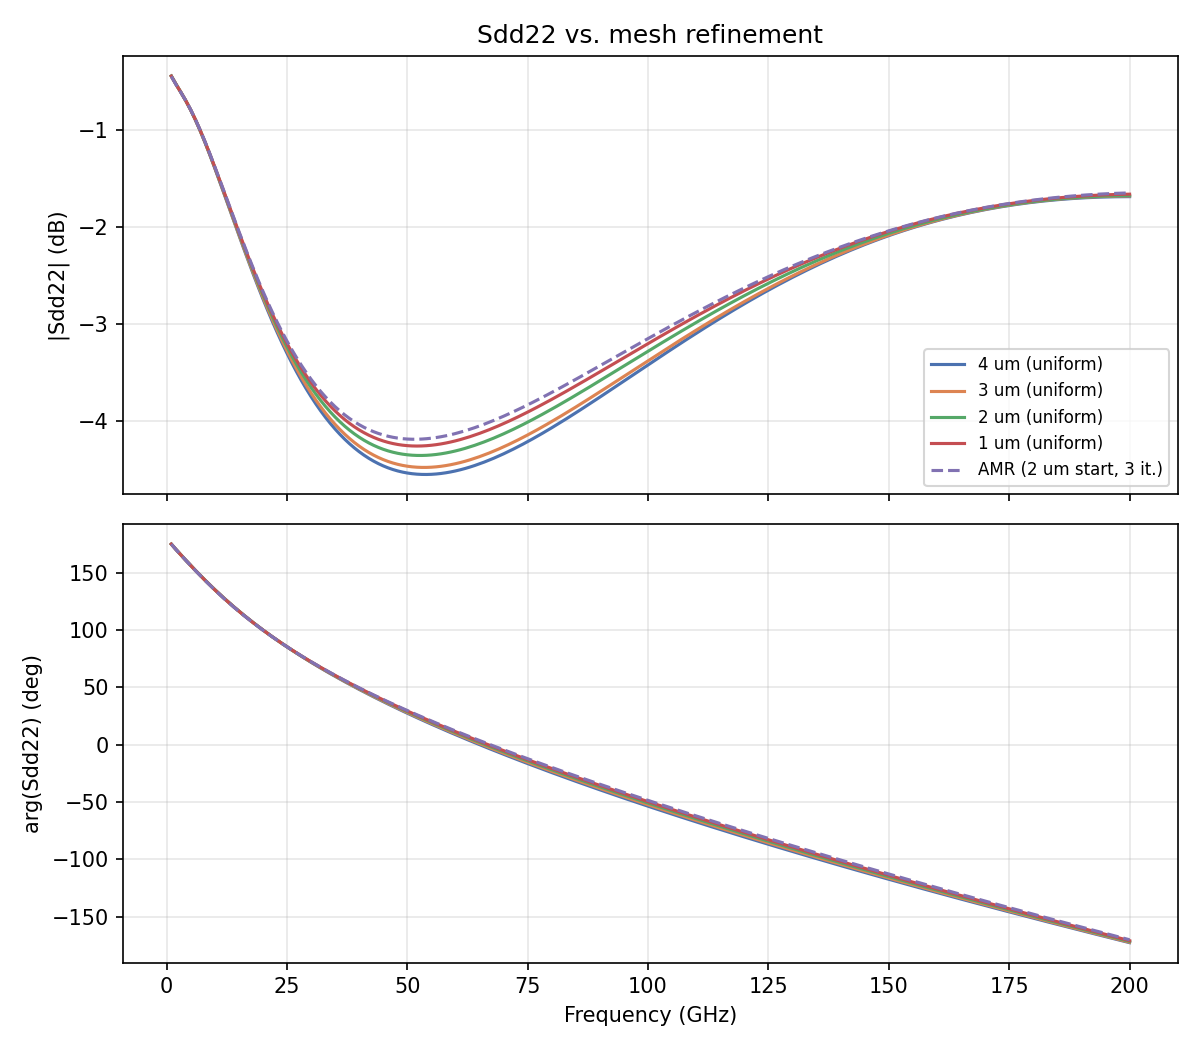 Sdd22 vs. mesh refinement
|Sdd22| (dB)
−1
−2
−3
−4
4 um (uniform)
3 um (uniform)
2 um (uniform)
1 um (uniform)
AMR (2 um start, 3 it.)
arg(Sdd22) (deg)
150
100
50
0
−50
−100
−150
0 25 50 75 100 125 150 175 200
Frequency (GHz)